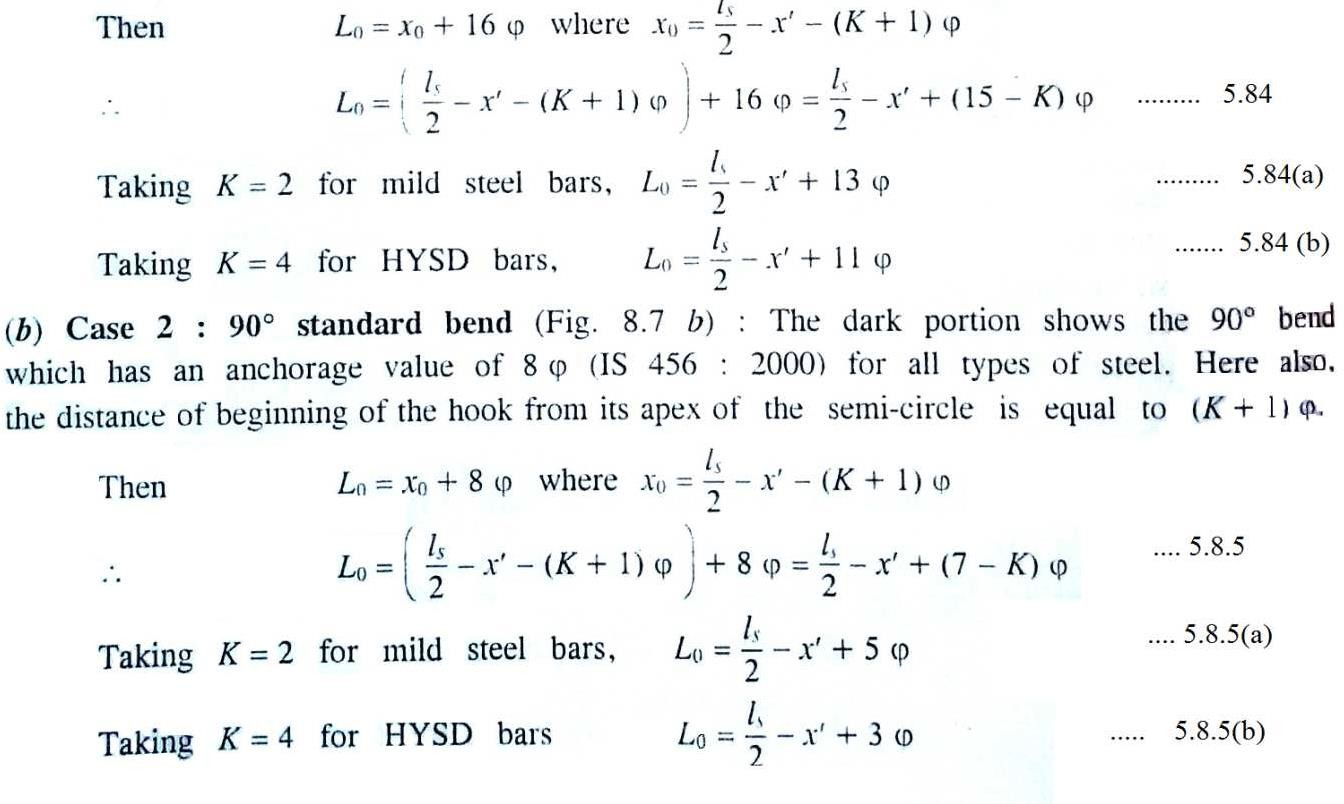 Then L₀ = x₀ + 16 φ where x₀ = lₛ/2 − x′ − (K + 1) φ
∴ L₀ = ( lₛ/2 − x′ − (K + 1) φ ) + 16 φ = lₛ/2 − x′ + (15 − K) φ ......... 5.84
Taking K = 2 for mild steel bars, L₀ = lₛ/2 − x′ + 13 φ ......... 5.84(a)
Taking K = 4 for HYSD bars, L₀ = lₛ/2 − x′ + 11 φ ....... 5.84 (b)
(b) Case 2 : 90° standard bend (Fig. 8.7 b) : The dark portion shows the 90° bend
which has an anchorage value of 8 φ (IS 456 : 2000) for all types of steel. Here also,
the distance of beginning of the hook from its apex of the semi-circle is equal to (K + 1) φ.
Then L₀ = x₀ + 8 φ where x₀ = lₛ/2 − x′ − (K + 1) φ
∴ L₀ = ( lₛ/2 − x′ − (K + 1) φ ) + 8 φ = lₛ/2 − x′ + (7 − K) φ .... 5.8.5
Taking K = 2 for mild steel bars, L₀ = lₛ/2 − x′ + 5 φ .... 5.8.5(a)
Taking K = 4 for HYSD bars L₀ = lₛ/2 − x′ + 3 φ ..... 5.8.5(b)